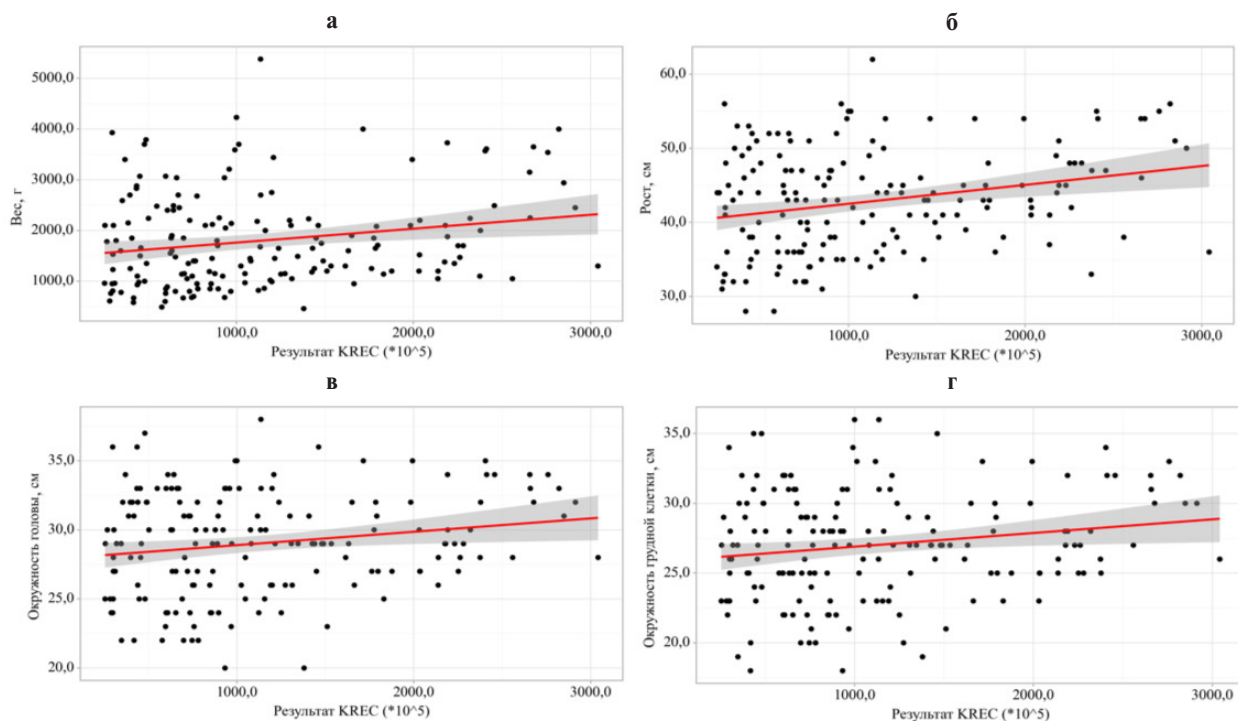 а
Вес, г
5000,0
4000,0
3000,0
2000,0
1000,0
1000,0 2000,0 3000,0
Результат KREC (*10^5)
б
Рост, см
60,0
50,0
40,0
30,0
1000,0 2000,0 3000,0
Результат KREC (*10^5)
в
Окружность головы, см
35,0
30,0
25,0
20,0
1000,0 2000,0 3000,0
Результат KREC (*10^5)
г
Окружность грудной клетки, см
35,0
30,0
25,0
20,0
1000,0 2000,0 3000,0
Результат KREC (*10^5)